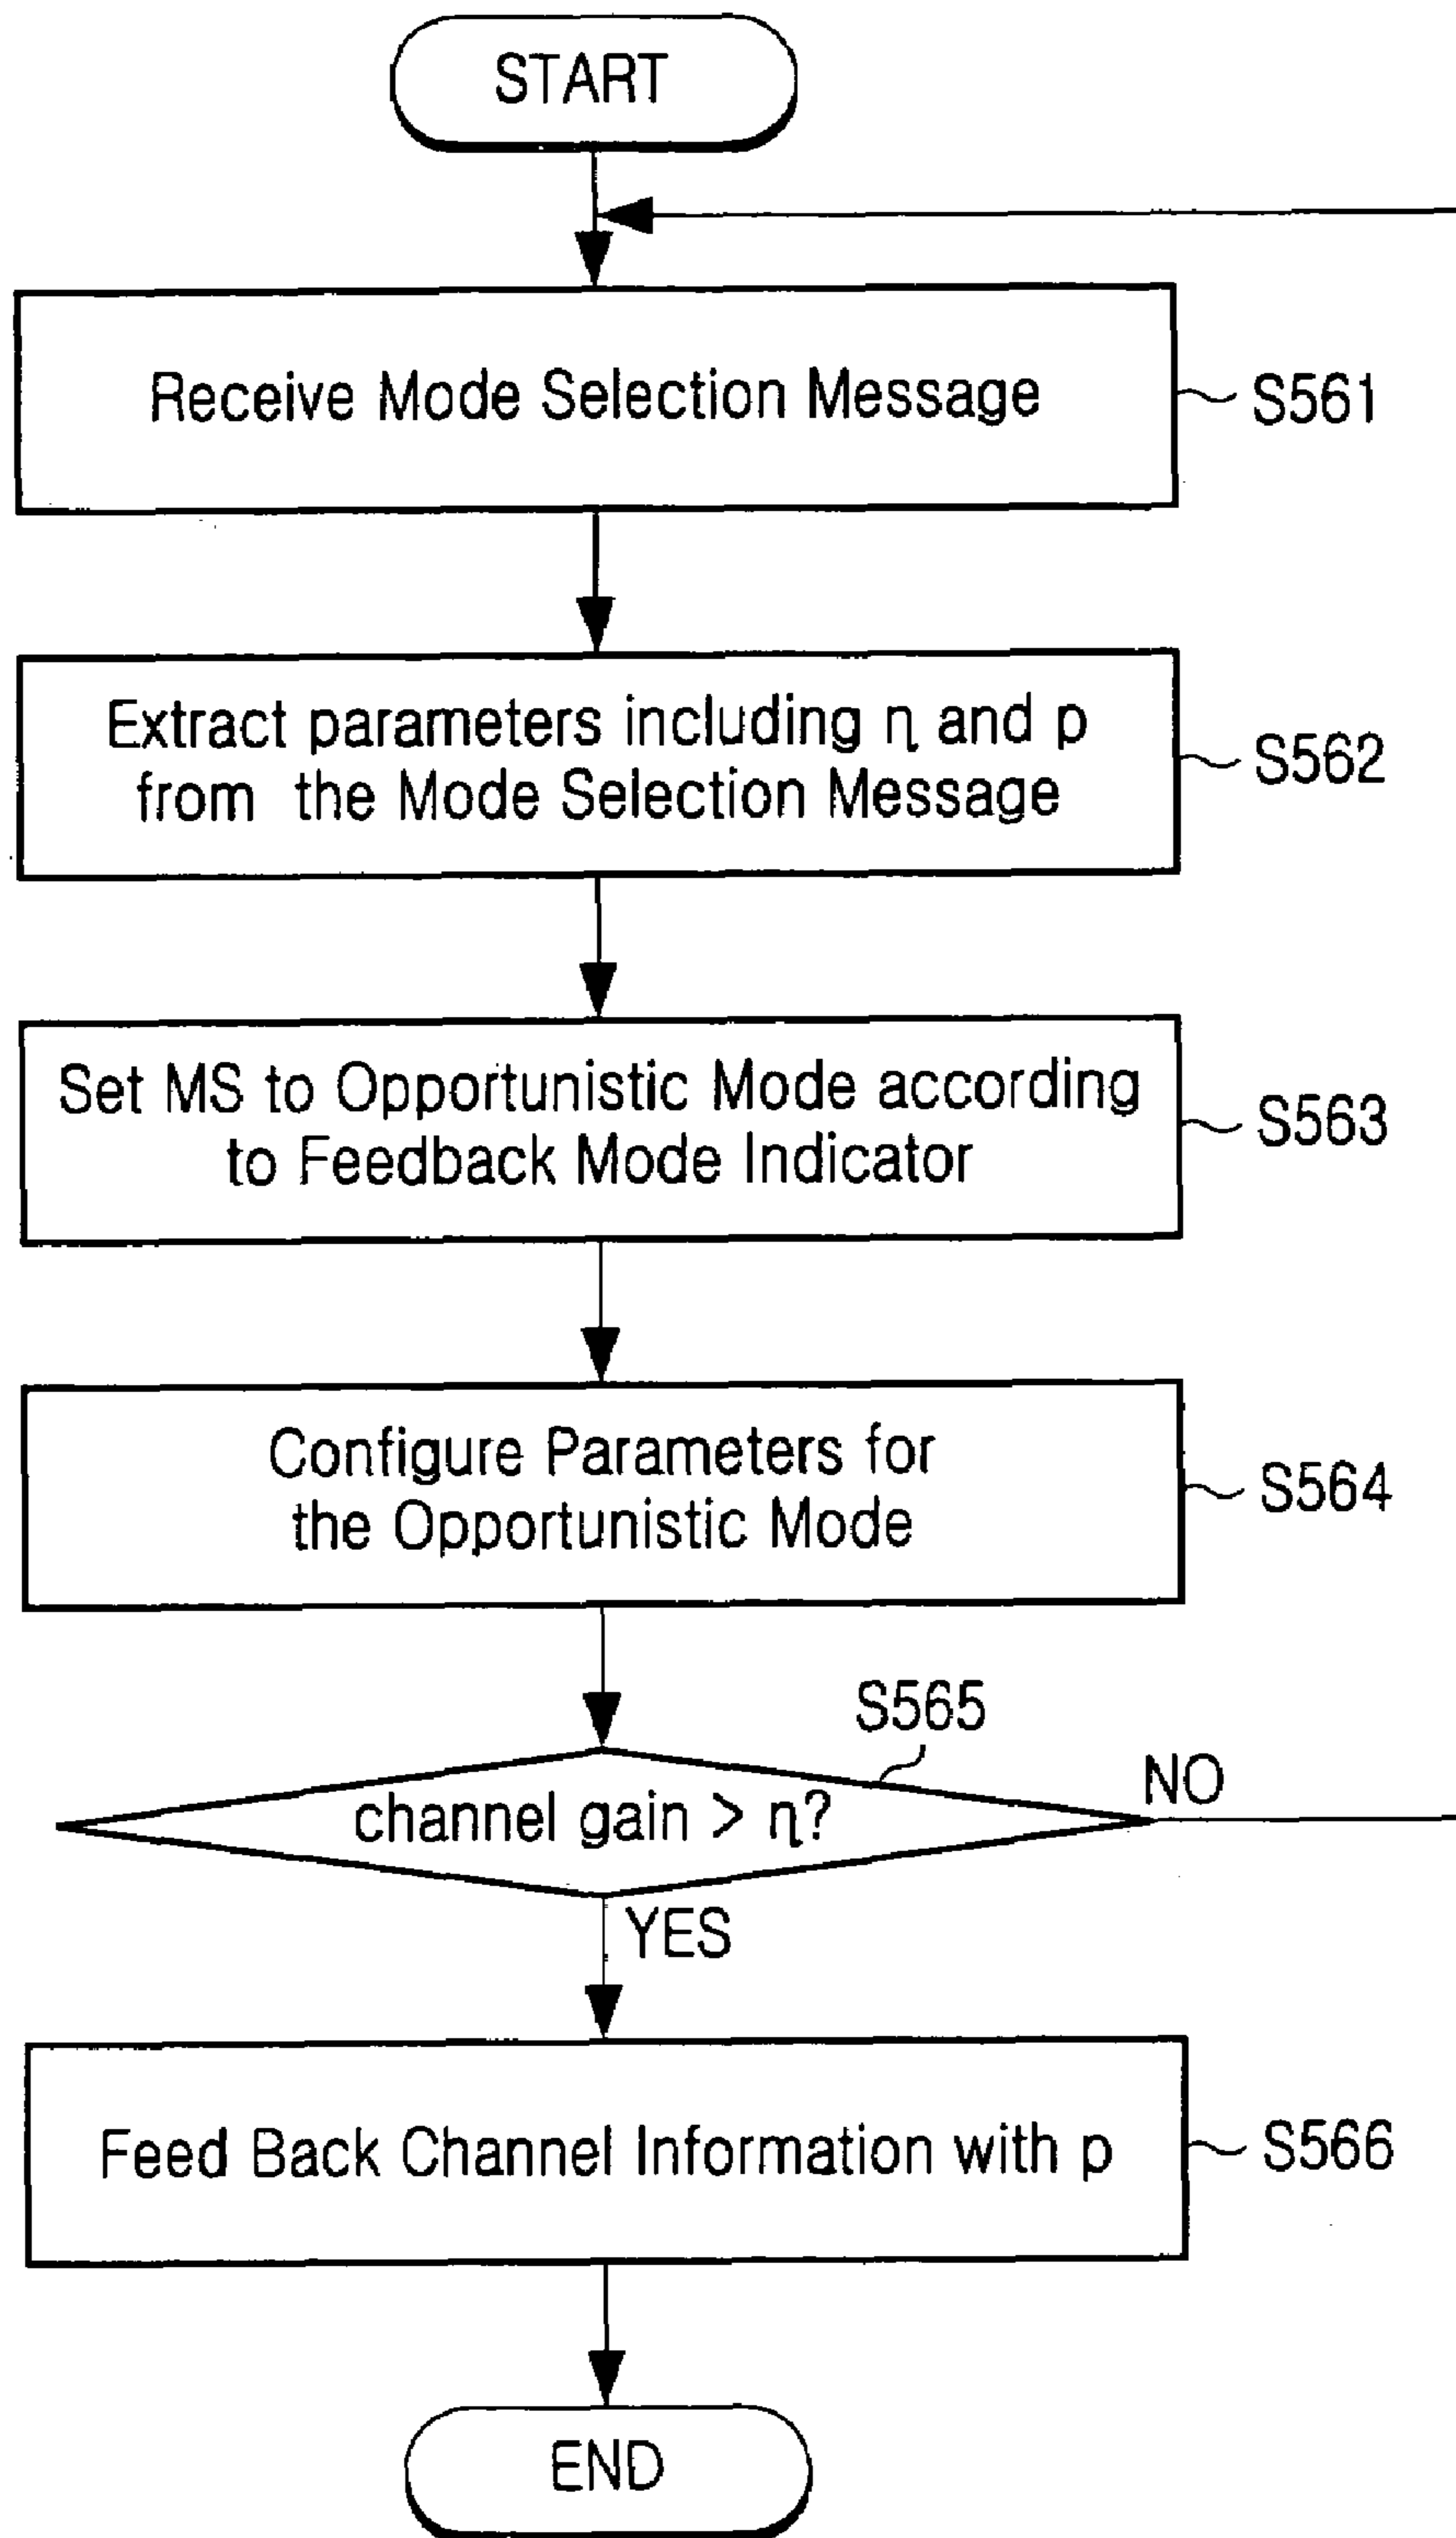 START
Receive Mode Selection Message
S561
Extract parameters including η and p
from the Mode Selection Message
S562
Set MS to Opportunistic Mode according
to Feedback Mode Indicator
S563
Configure Parameters for
the Opportunistic Mode
S564
S565
channel gain > η?
NO
YES
Feed Back Channel Information with p
S566
END